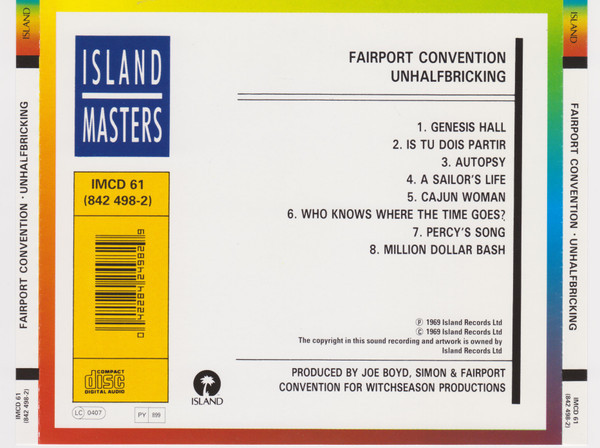 ISLAND
FAIRPORT CONVENTION · UNHALFBRICKING
IMCD 61
(842 498-2)
ISLAND
MASTERS
IMCD 61
(842 498-2)
COMPACT
disc
DIGITAL AUDIO
LC 0407
PY 899
FAIRPORT CONVENTION
UNHALFBRICKING
1. GENESIS HALL
2. IS TU DOIS PARTIR
3. AUTOPSY
4. A SAILOR'S LIFE
5. CAJUN WOMAN
6. WHO KNOWS WHERE THE TIME GOES?
7. PERCY'S SONG
8. MILLION DOLLAR BASH
℗ 1969 Island Records Ltd
© 1969 Island Records Ltd
The copyright in this sound recording and artwork is owned by
Island Records Ltd
ISLAND
PRODUCED BY JOE BOYD, SIMON & FAIRPORT
CONVENTION FOR WITCHSEASON PRODUCTIONS
ISLAND
FAIRPORT CONVENTION · UNHALFBRICKING
IMCD 61
(842 498-2)